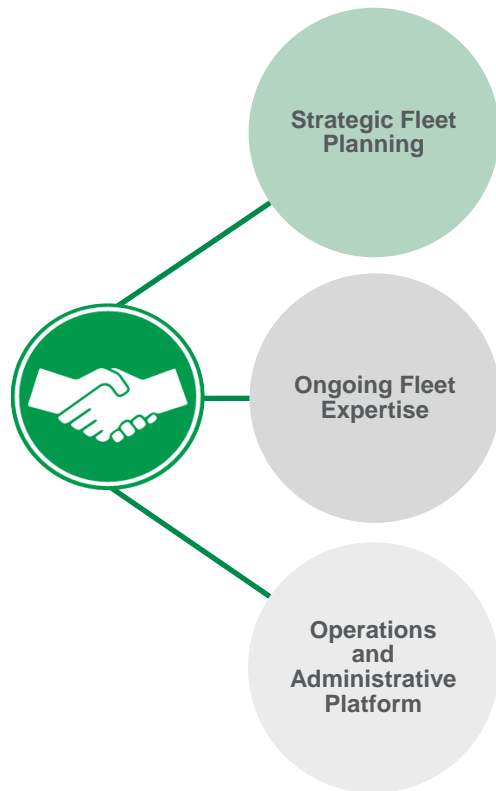 Strategic Fleet
Planning
Ongoing Fleet
Expertise
Operations
and
Administrative
Platform